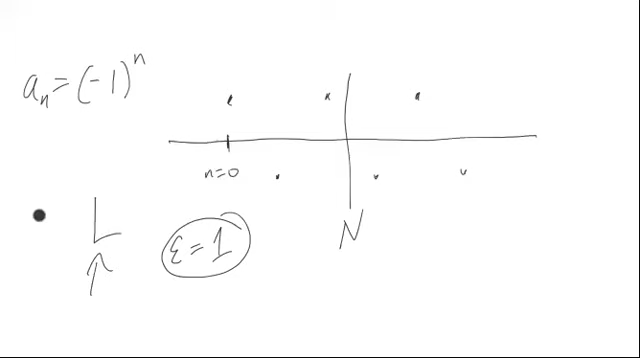 aₙ = (-1)ⁿ
n=0
L
ε = 1
N